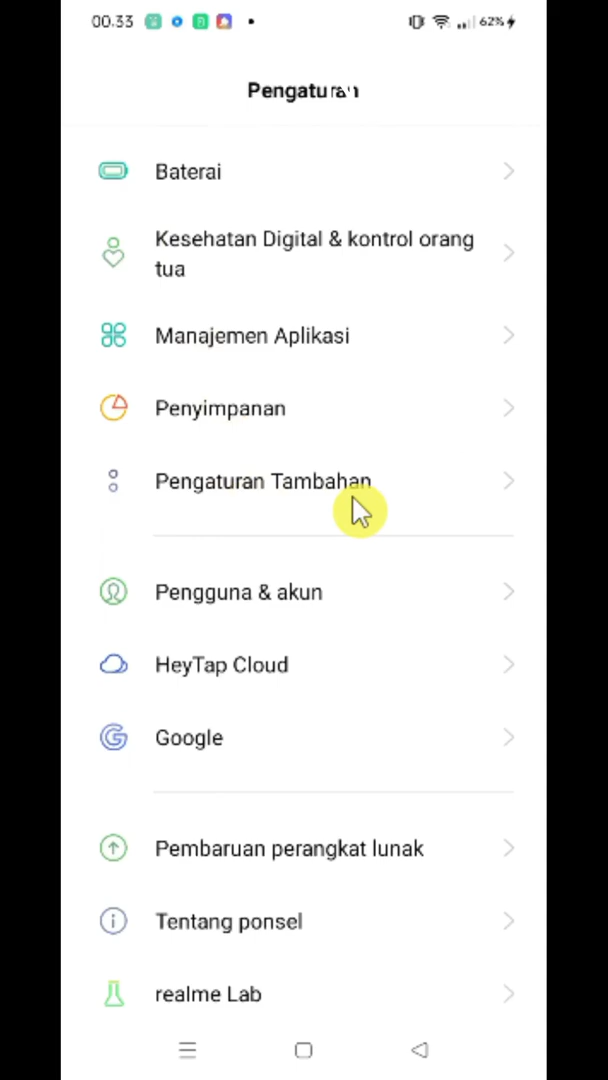 00.33
62%
Pengaturan
Baterai
Kesehatan Digital & kontrol orang
tua
Manajemen Aplikasi
Penyimpanan
Pengaturan Tambahan
Pengguna & akun
HeyTap Cloud
Google
Pembaruan perangkat lunak
Tentang ponsel
realme Lab